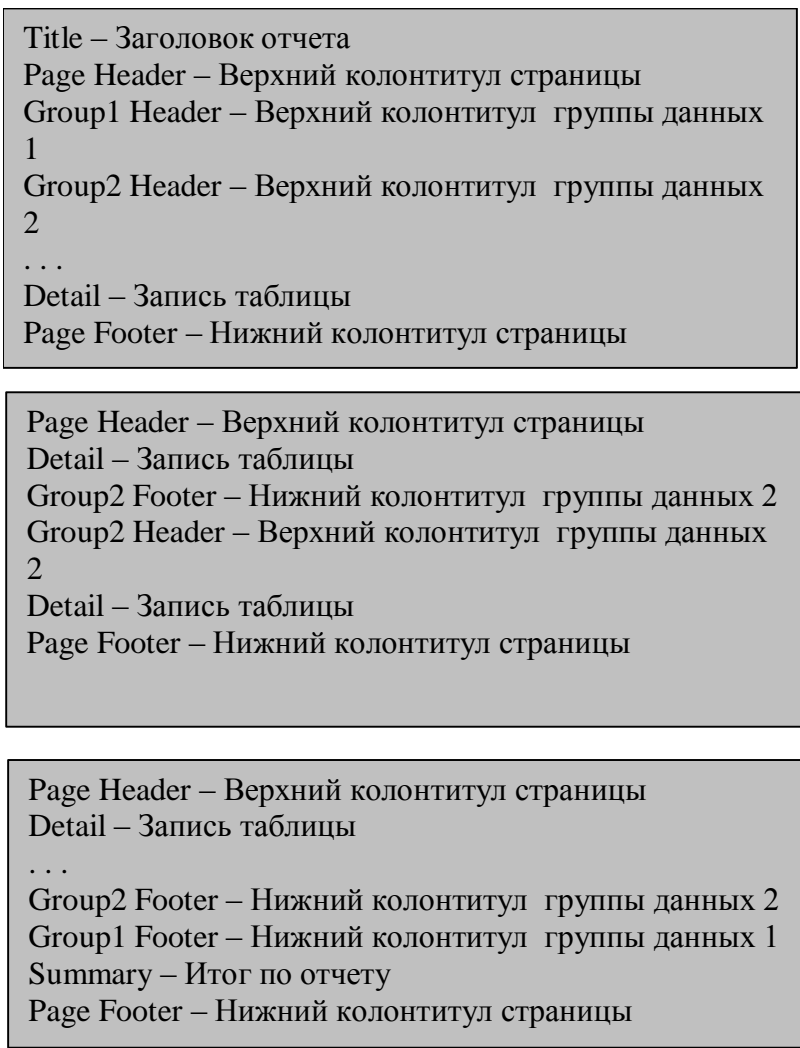 Title – Заголовок отчета
Page Header – Верхний колонтитул страницы
Group1 Header – Верхний колонтитул группы данных
1
Group2 Header – Верхний колонтитул группы данных
2
. . .
Detail – Запись таблицы
Page Footer – Нижний колонтитул страницы
Page Header – Верхний колонтитул страницы
Detail – Запись таблицы
Group2 Footer – Нижний колонтитул группы данных 2
Group2 Header – Верхний колонтитул группы данных
2
Detail – Запись таблицы
Page Footer – Нижний колонтитул страницы
Page Header – Верхний колонтитул страницы
Detail – Запись таблицы
. . .
Group2 Footer – Нижний колонтитул группы данных 2
Group1 Footer – Нижний колонтитул группы данных 1
Summary – Итог по отчету
Page Footer – Нижний колонтитул страницы